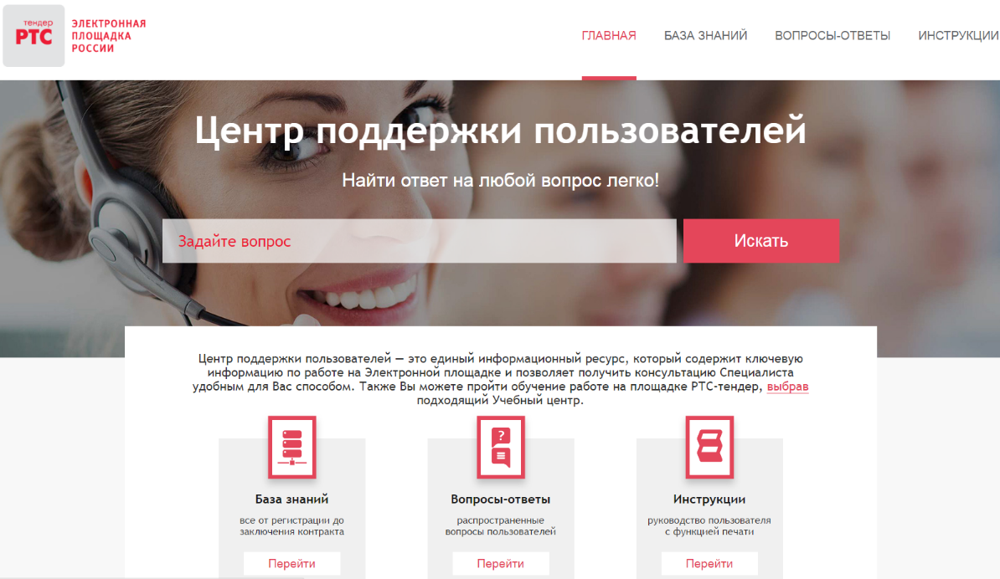 тендер
РТС
ЭЛЕКТРОННАЯ
ПЛОЩАДКА
РОССИИ
ГЛАВНАЯ
БАЗА ЗНАНИЙ
ВОПРОСЫ-ОТВЕТЫ
ИНСТРУКЦИИ
Центр поддержки пользователей
Найти ответ на любой вопрос легко!
Задайте вопрос
Искать
Центр поддержки пользователей — это единый информационный ресурс, который содержит ключевую
информацию по работе на Электронной площадке и позволяет получить консультацию Специалиста
удобным для Вас способом. Также Вы можете пройти обучение работе на площадке РТС-тендер, выбрав
подходящий Учебный центр.
База знаний
все от регистрации до
заключения контракта
Перейти
Вопросы-ответы
распространенные
вопросы пользователей
Перейти
Инструкции
руководство пользователя
с функцией печати
Перейти